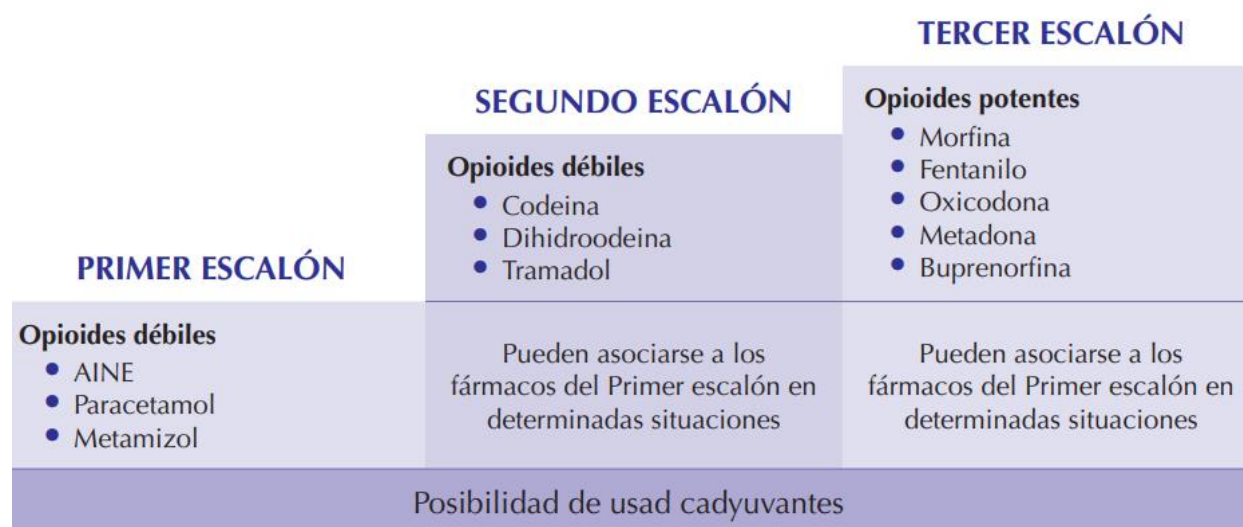 PRIMER ESCALÓN
Opioides débiles
• AINE
• Paracetamol
• Metamizol
SEGUNDO ESCALÓN
Opioides débiles
• Codeina
• Dihidroodeina
• Tramadol
Pueden asociarse a los
fármacos del Primer escalón en
determinadas situaciones
TERCER ESCALÓN
Opioides potentes
• Morfina
• Fentanilo
• Oxicodona
• Metadona
• Buprenorfina
Pueden asociarse a los
fármacos del Primer escalón en
determinadas situaciones
Posibilidad de usad cadyuvantes